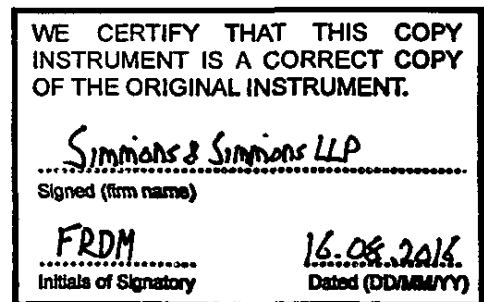 WE CERTIFY THAT THIS COPY
INSTRUMENT IS A CORRECT COPY
OF THE ORIGINAL INSTRUMENT.
Simmons & Simmons LLP
Signed (firm name)
FRDM 16.08.2016
Initials of Signatory Dated (DD/MM/YY)